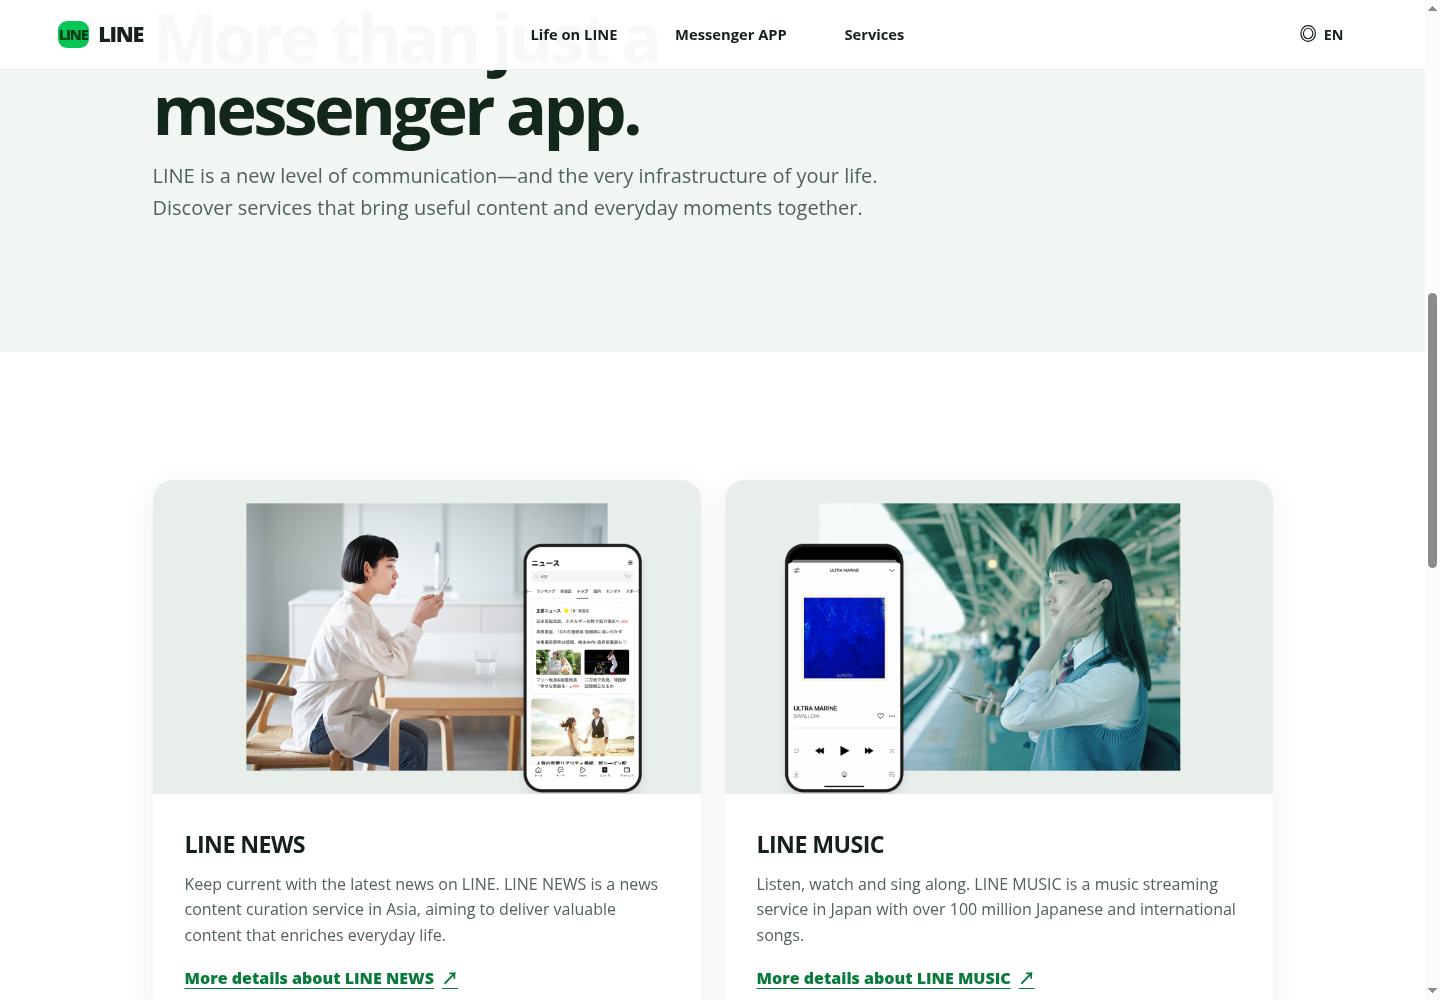 LINE LINE
Life on LINE
Messenger APP
Services
EN
More than just a
messenger app.
LINE is a new level of communication—and the very infrastructure of your life.
Discover services that bring useful content and everyday moments together.
ニュース
ULTRA MARINE
ULTRA MARINE
SWALLOW
LINE NEWS
Keep current with the latest news on LINE. LINE NEWS is a news
content curation service in Asia, aiming to deliver valuable
content that enriches everyday life.
More details about LINE NEWS ↗
LINE MUSIC
Listen, watch and sing along. LINE MUSIC is a music streaming
service in Japan with over 100 million Japanese and international
songs.
More details about LINE MUSIC ↗